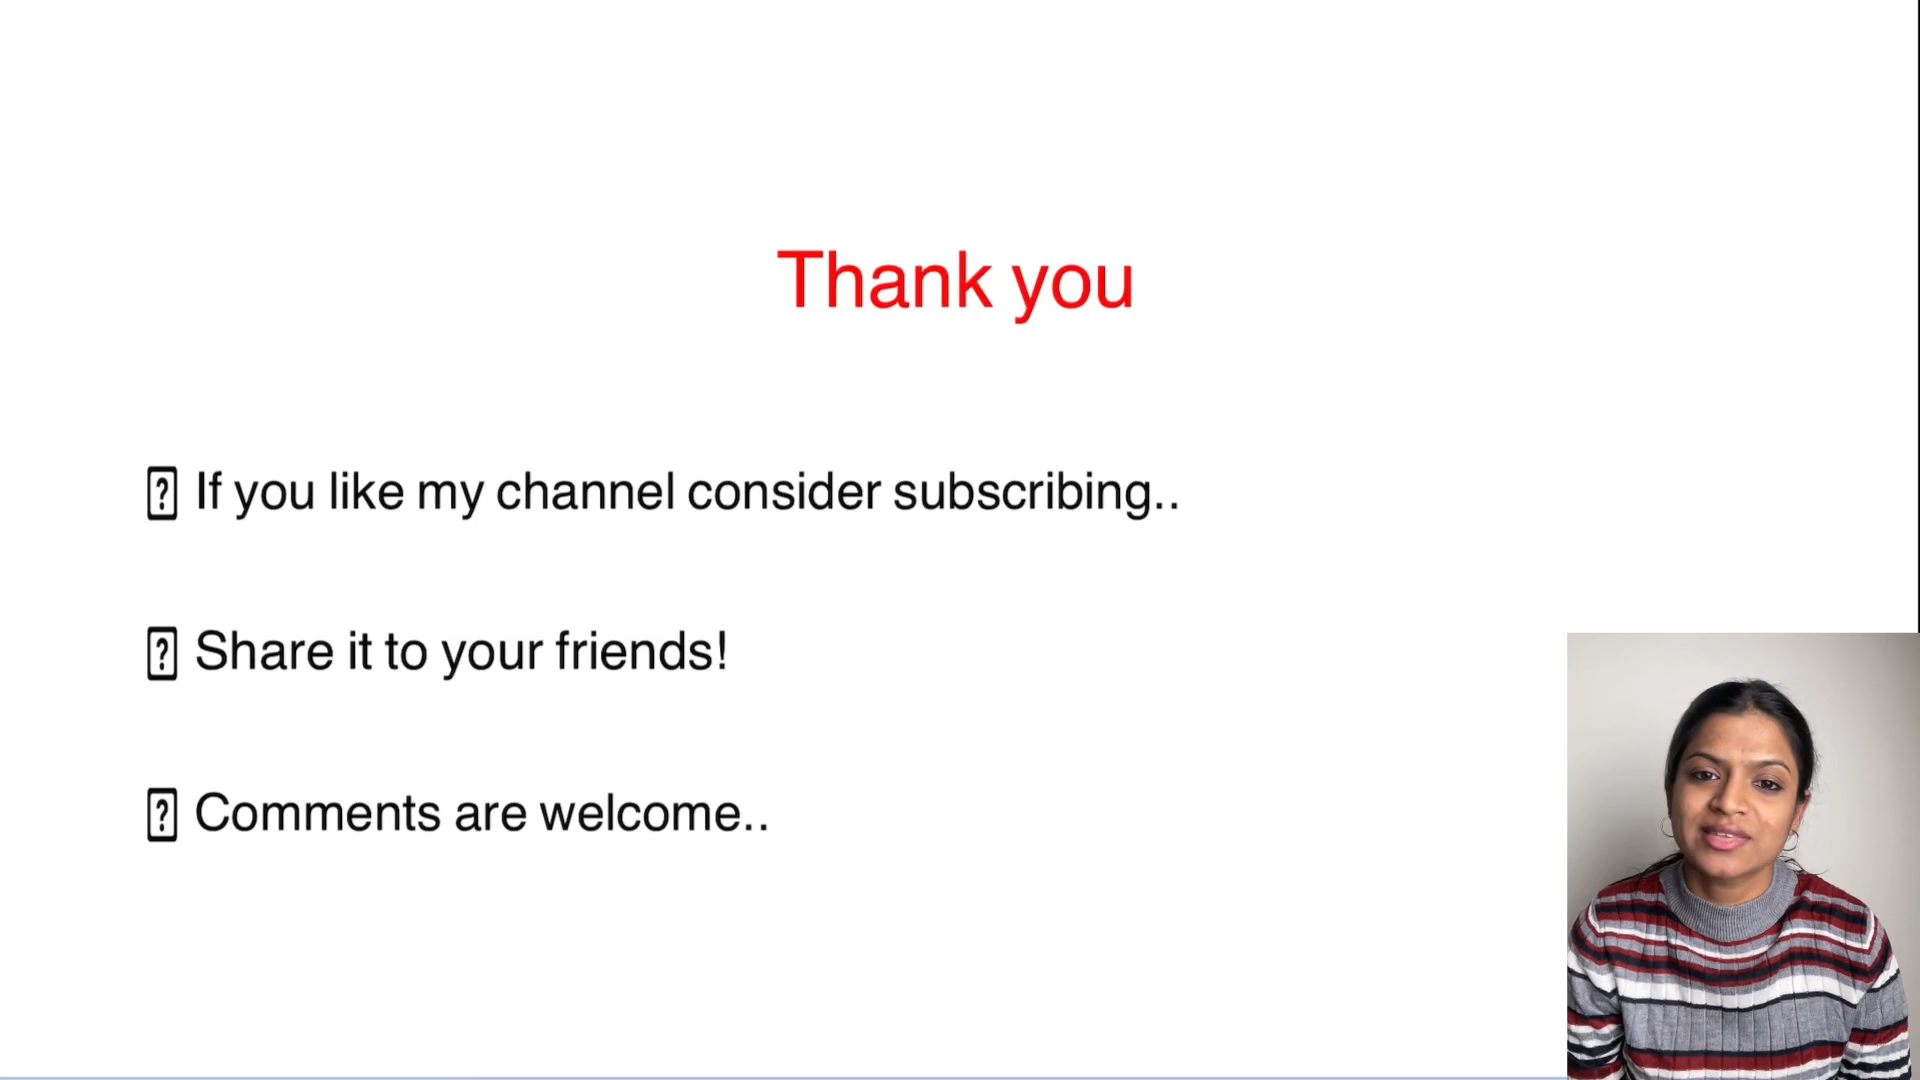 Thank you
If you like my channel consider subscribing..
Share it to your friends!
Comments are welcome..